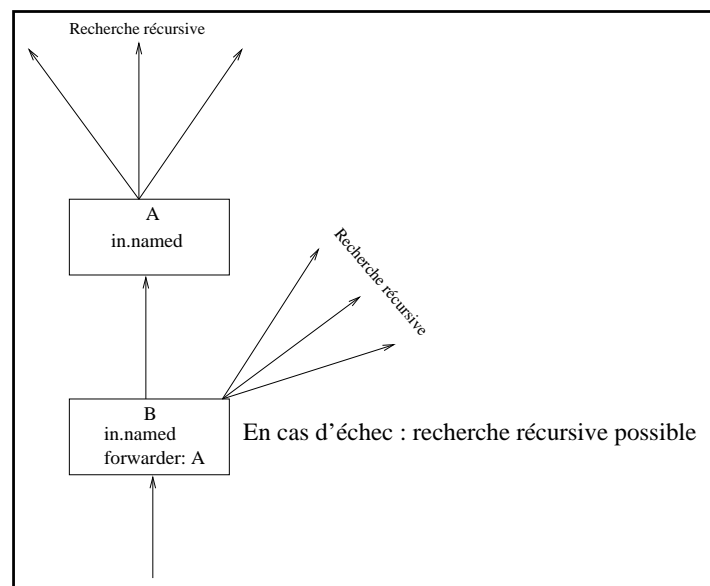 Recherche récursive
A
in.named
Recherche récursive
B
in.named
forwarder: A
En cas d'échec : recherche récursive possible